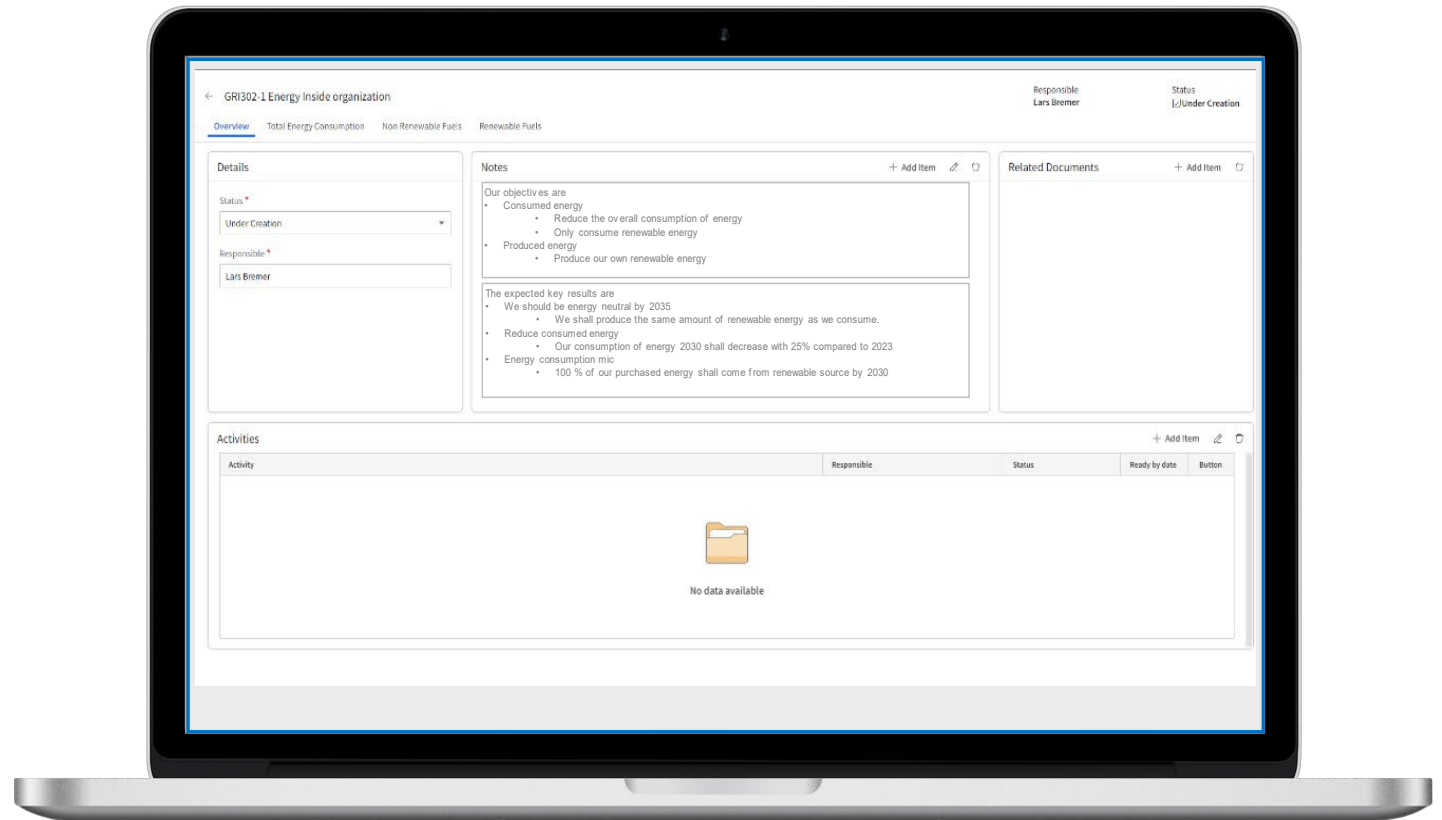 ← GRI302-1 Energy Inside organization
Responsible
Lars Bremer
Status
Under Creation
Overview Total Energy Consumption Non Renewable Fuels Renewable Fuels
Details
Status *
Under Creation
Responsible *
Lars Bremer
Notes
+ Add Item
Our objectives are
• Consumed energy
• Reduce the overall consumption of energy
• Only consume renewable energy
• Produced energy
• Produce our own renewable energy
The expected key results are
• We should be energy neutral by 2035
• We shall produce the same amount of renewable energy as we consume.
• Reduce consumed energy
• Our consumption of energy 2030 shall decrease with 25% compared to 2023
• Energy consumption mic
• 100 % of our purchased energy shall come from renewable source by 2030
Related Documents
+ Add Item
Activities
+ Add Item
Activity Responsible Status Ready by date Button
No data available